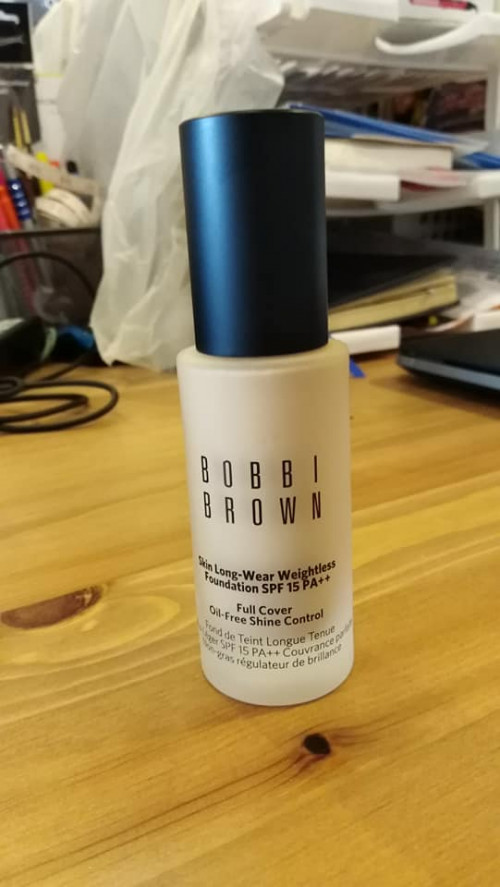 BOBBI
BROWN
Skin Long-Wear Weightless
Foundation SPF 15 PA++
Full Cover
Oil-Free Shine Control
Fond de Teint Longue Tenue
SPF 15 PA++ Couvrance
régulateur de brillance